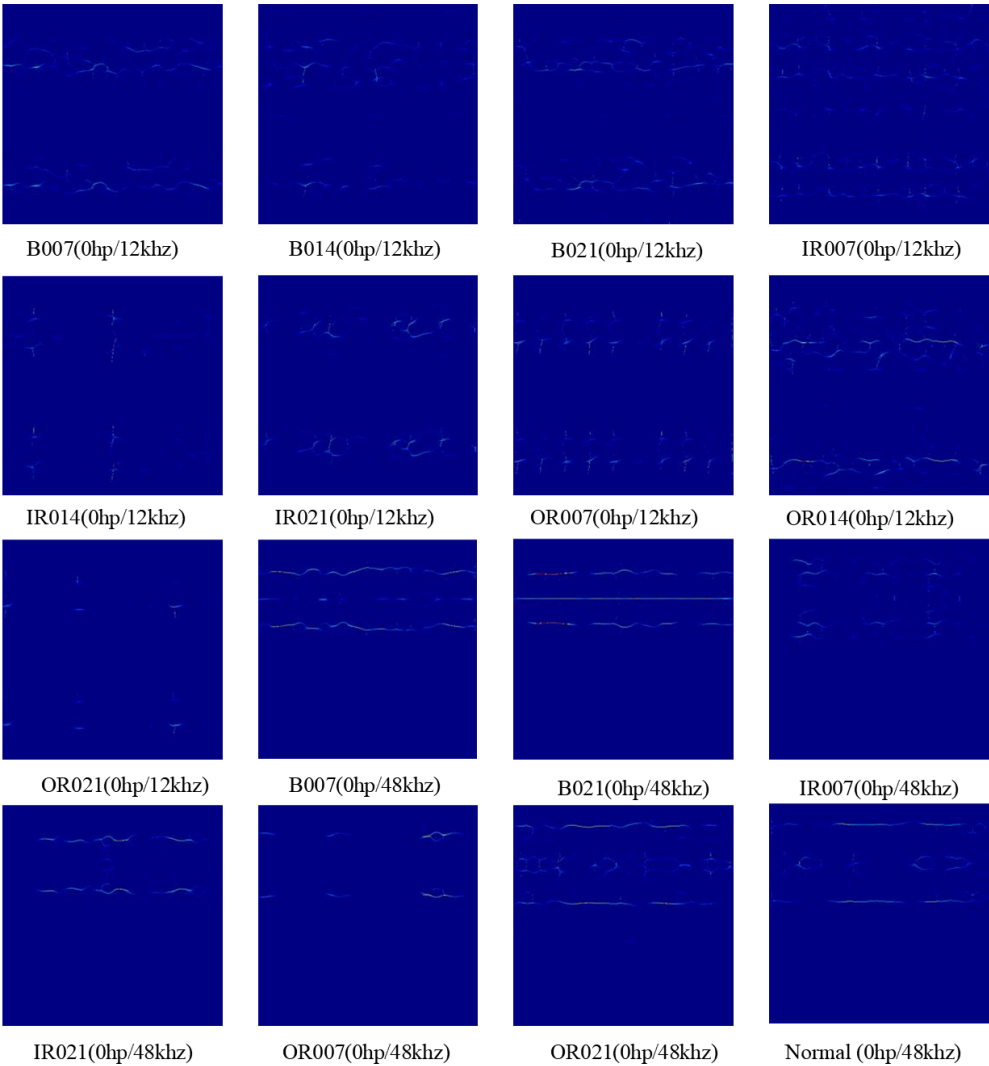 B007(0hp/12khz)
B014(0hp/12khz)
B021(0hp/12khz)
IR007(0hp/12khz)
IR014(0hp/12khz)
IR021(0hp/12khz)
OR007(0hp/12khz)
OR014(0hp/12khz)
OR021(0hp/12khz)
B007(0hp/48khz)
B021(0hp/48khz)
IR007(0hp/48khz)
IR021(0hp/48khz)
OR007(0hp/48khz)
OR021(0hp/48khz)
Normal (0hp/48khz)